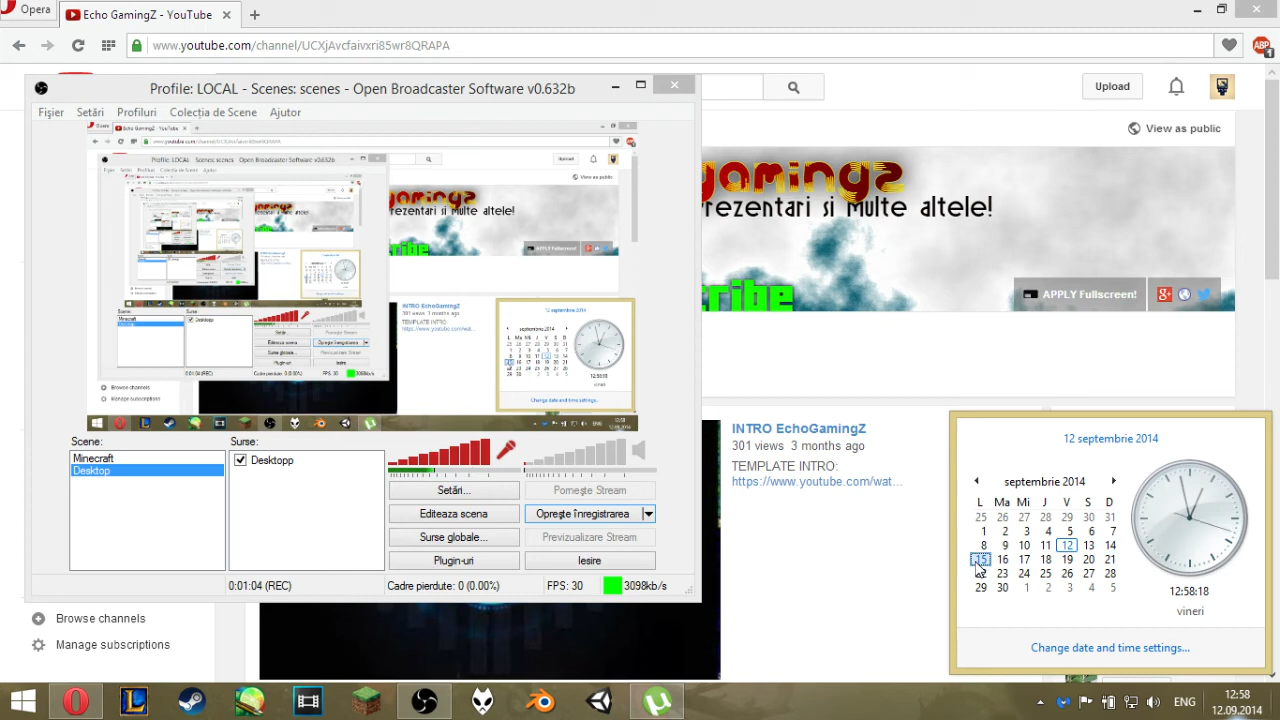 Opera
Echo GamingZ - YouTube
www.youtube.com/channel/UCXjAvcfaivxri85wr8QRAPA
ABP
1
Profile: LOCAL - Scenes: scenes - Open Broadcaster Software v0.632b
Upload
Fișier Setări Profiluri Colecția de Scene Ajutor
View as public
gamingz
rezentari si multe altele!
APPLY Fullscreen!
Scene:
Surse:
Minecraft
Desktop
Desktopp
Setări...
Pornește Stream
Editeaza scena
Oprește înregistrarea
Surse globale...
Previzualizare Stream
Plugin-uri
Iesire
0:01:04 (REC)
Cadre pierdute: 0 (0.00%)
FPS: 30
3098kb/s
INTRO EchoGamingZ
301 views 3 months ago
TEMPLATE INTRO:
https://www.youtube.com/wat...
12 septembrie 2014
septembrie 2014
L Ma M J V S D
25 26 27 28 29 30 31
1 2 3 4 5 6 7
8 9 10 11 12 13 14
15 16 17 18 19 20 21
22 23 24 25 26 27 28
29 30 1 2 3 4 5
12:58:18
vineri
Change date and time settings...
Browse channels
Manage subscriptions
ENG
12:58
12.09.2014